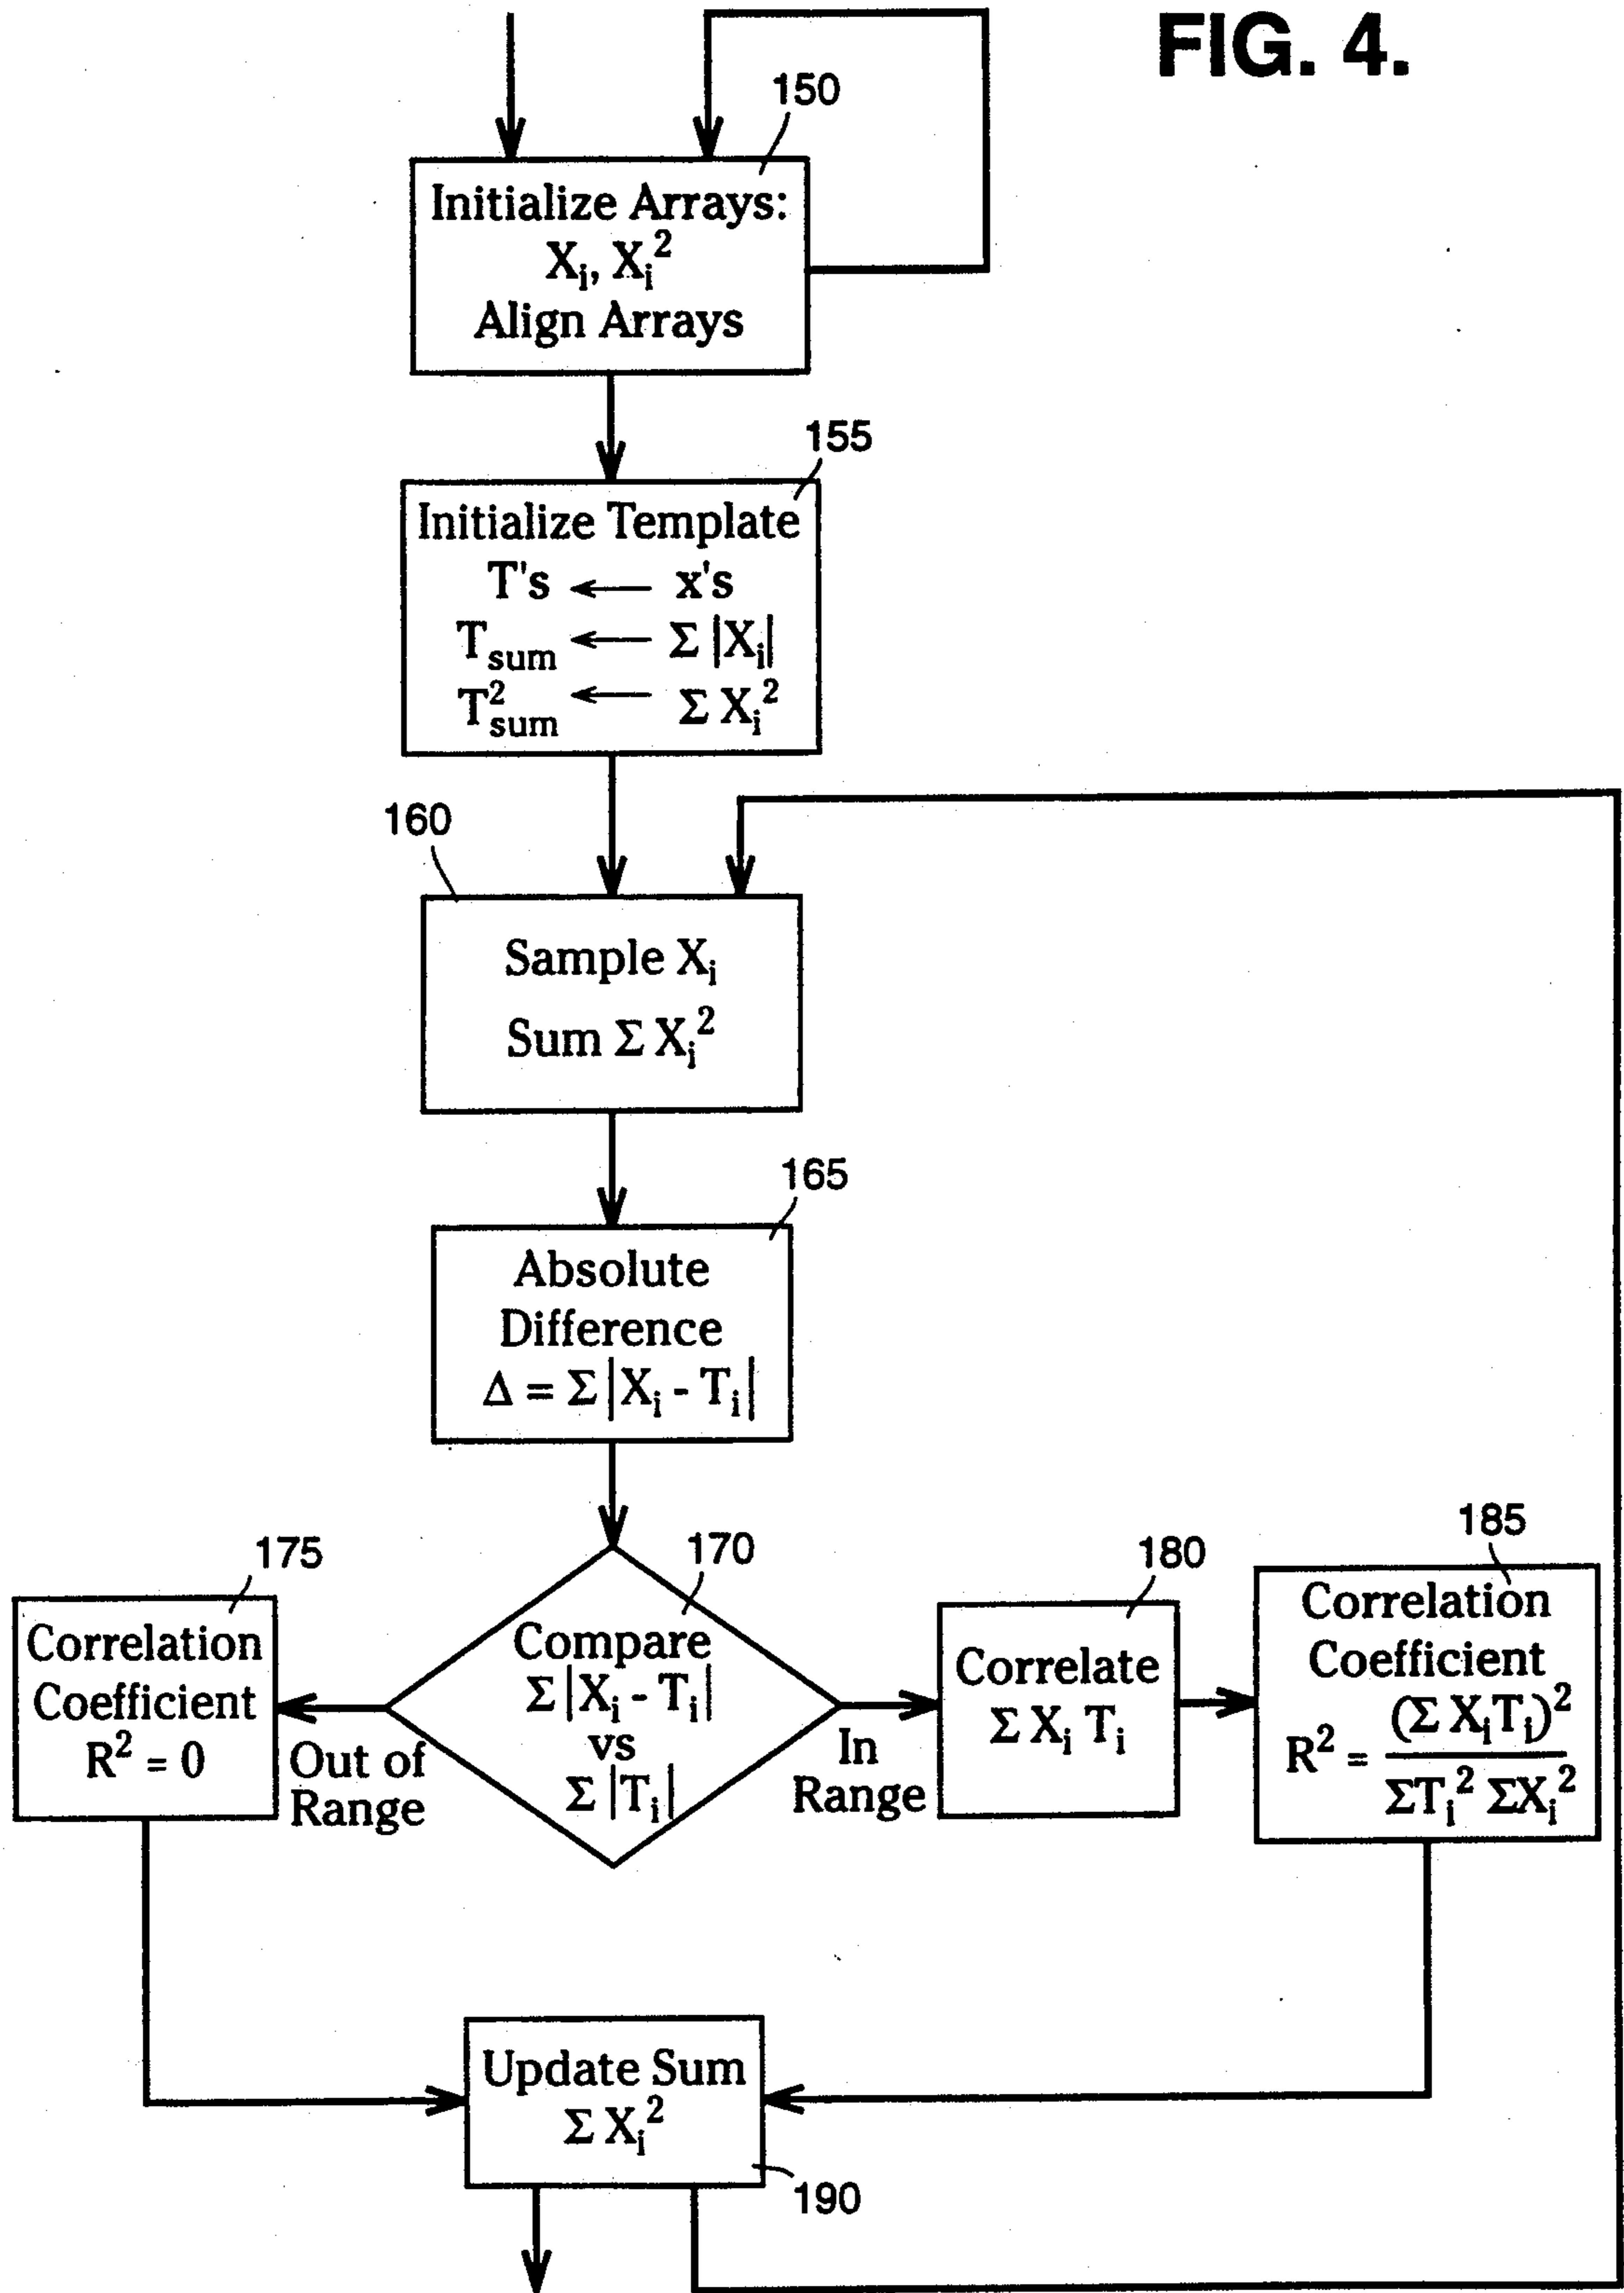 FIG. 4.
150
Initialize Arrays:
Xᵢ, Xᵢ²
Align Arrays
155
Initialize Template
T's ← x's
T_sum ← Σ |Xᵢ|
T²_sum ← Σ Xᵢ²
160
Sample Xᵢ
Sum Σ Xᵢ²
165
Absolute
Difference
Δ = Σ |Xᵢ - Tᵢ|
170
Compare
Σ |Xᵢ - Tᵢ|
vs
Σ |Tᵢ|
175
Correlation
Coefficient
R² = 0
Out of
Range
In
Range
180
Correlate
Σ Xᵢ Tᵢ
185
Correlation
Coefficient
R² = (Σ XᵢTᵢ)² / ΣTᵢ² ΣXᵢ²
Update Sum
Σ Xᵢ²
190